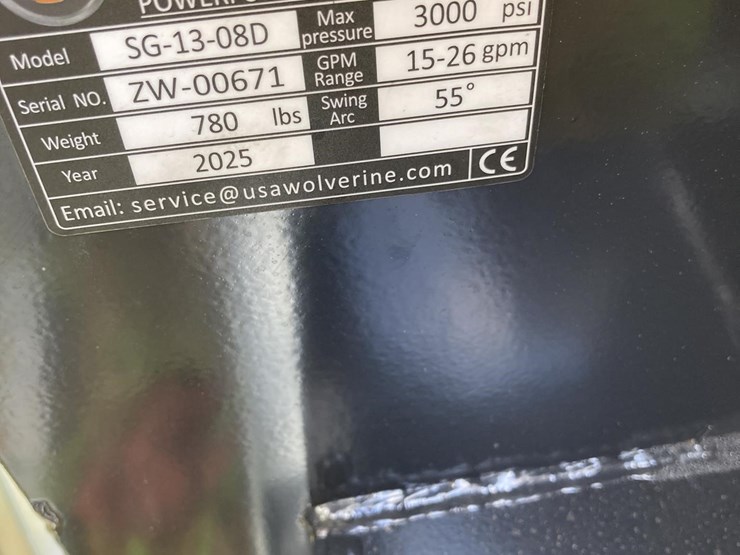 Model SG-13-08D Max pressure 3000 psi
Serial NO. ZW-00671 GPM Range 15-26 gpm
Weight 780 lbs Swing Arc 55°
Year 2025
Email: service@usawolverine.com CE